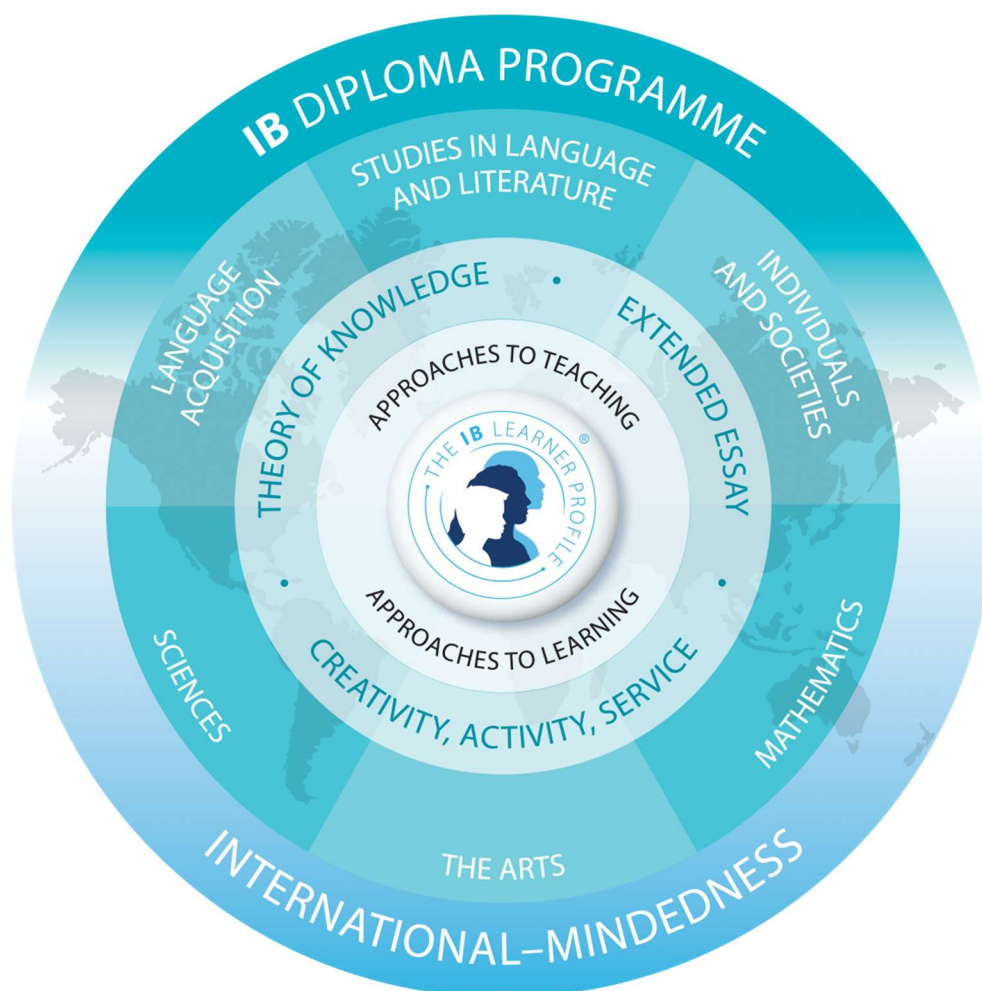 IB DIPLOMA PROGRAMME
STUDIES IN LANGUAGE
AND LITERATURE
LANGUAGE
ACQUISITION
INDIVIDUALS
AND SOCIETIES
THEORY OF KNOWLEDGE
•
EXTENDED ESSAY
•
APPROACHES TO TEACHING
THE IB LEARNER PROFILE
®
APPROACHES TO LEARNING
•
CREATIVITY, ACTIVITY, SERVICE
SCIENCES
MATHEMATICS
THE ARTS
INTERNATIONAL–MINDEDNESS